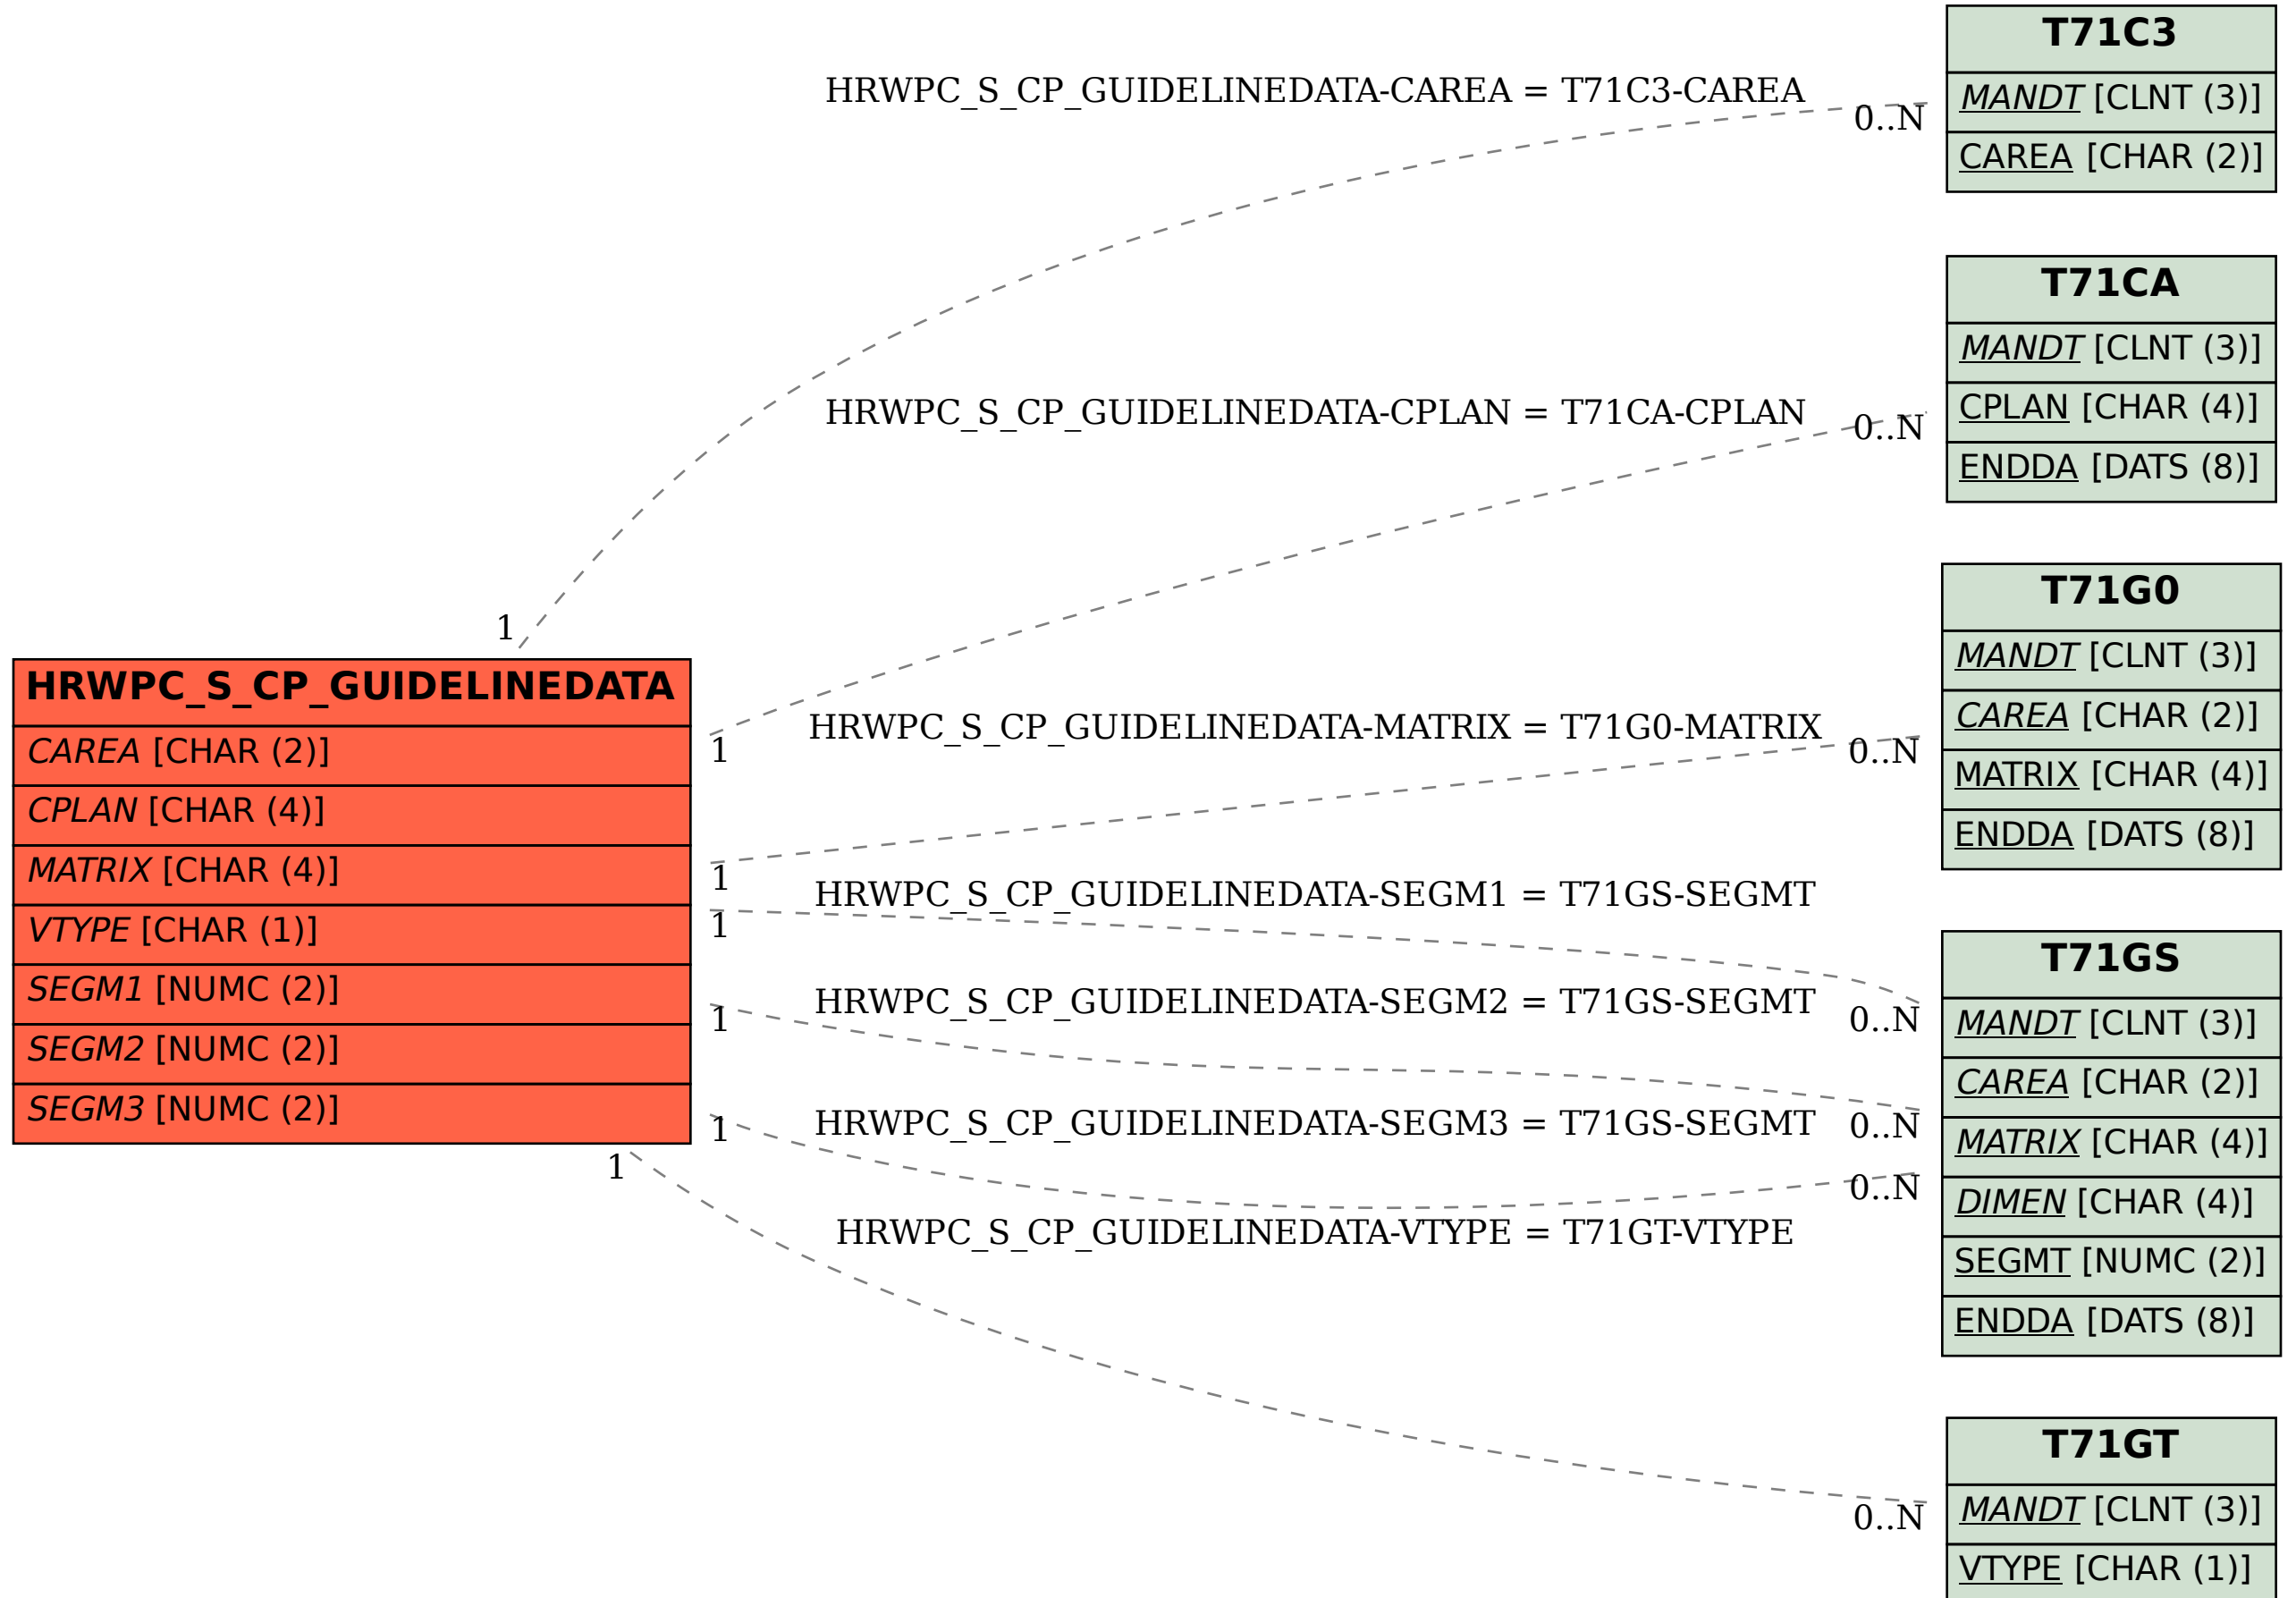 T71C3
MANDT [CLNT (3)]
CAREA [CHAR (2)]
HRWPC_S_CP_GUIDELINEDATA-CAREA = T71C3-CAREA
0..N
1
T71CA
MANDT [CLNT (3)]
CPLAN [CHAR (4)]
ENDDA [DATS (8)]
HRWPC_S_CP_GUIDELINEDATA-CPLAN = T71CA-CPLAN
0..N
1
T71G0
MANDT [CLNT (3)]
CAREA [CHAR (2)]
MATRIX [CHAR (4)]
ENDDA [DATS (8)]
HRWPC_S_CP_GUIDELINEDATA
CAREA [CHAR (2)]
CPLAN [CHAR (4)]
MATRIX [CHAR (4)]
VTYPE [CHAR (1)]
SEGM1 [NUMC (2)]
SEGM2 [NUMC (2)]
SEGM3 [NUMC (2)]
HRWPC_S_CP_GUIDELINEDATA-MATRIX = T71G0-MATRIX
0..N
1
HRWPC_S_CP_GUIDELINEDATA-SEGM1 = T71GS-SEGMT
1
0..N
HRWPC_S_CP_GUIDELINEDATA-SEGM2 = T71GS-SEGMT
1
0..N
HRWPC_S_CP_GUIDELINEDATA-SEGM3 = T71GS-SEGMT
1
0..N
T71GS
MANDT [CLNT (3)]
CAREA [CHAR (2)]
MATRIX [CHAR (4)]
DIMEN [CHAR (4)]
SEGMT [NUMC (2)]
ENDDA [DATS (8)]
1
HRWPC_S_CP_GUIDELINEDATA-VTYPE = T71GT-VTYPE
0..N
T71GT
MANDT [CLNT (3)]
VTYPE [CHAR (1)]